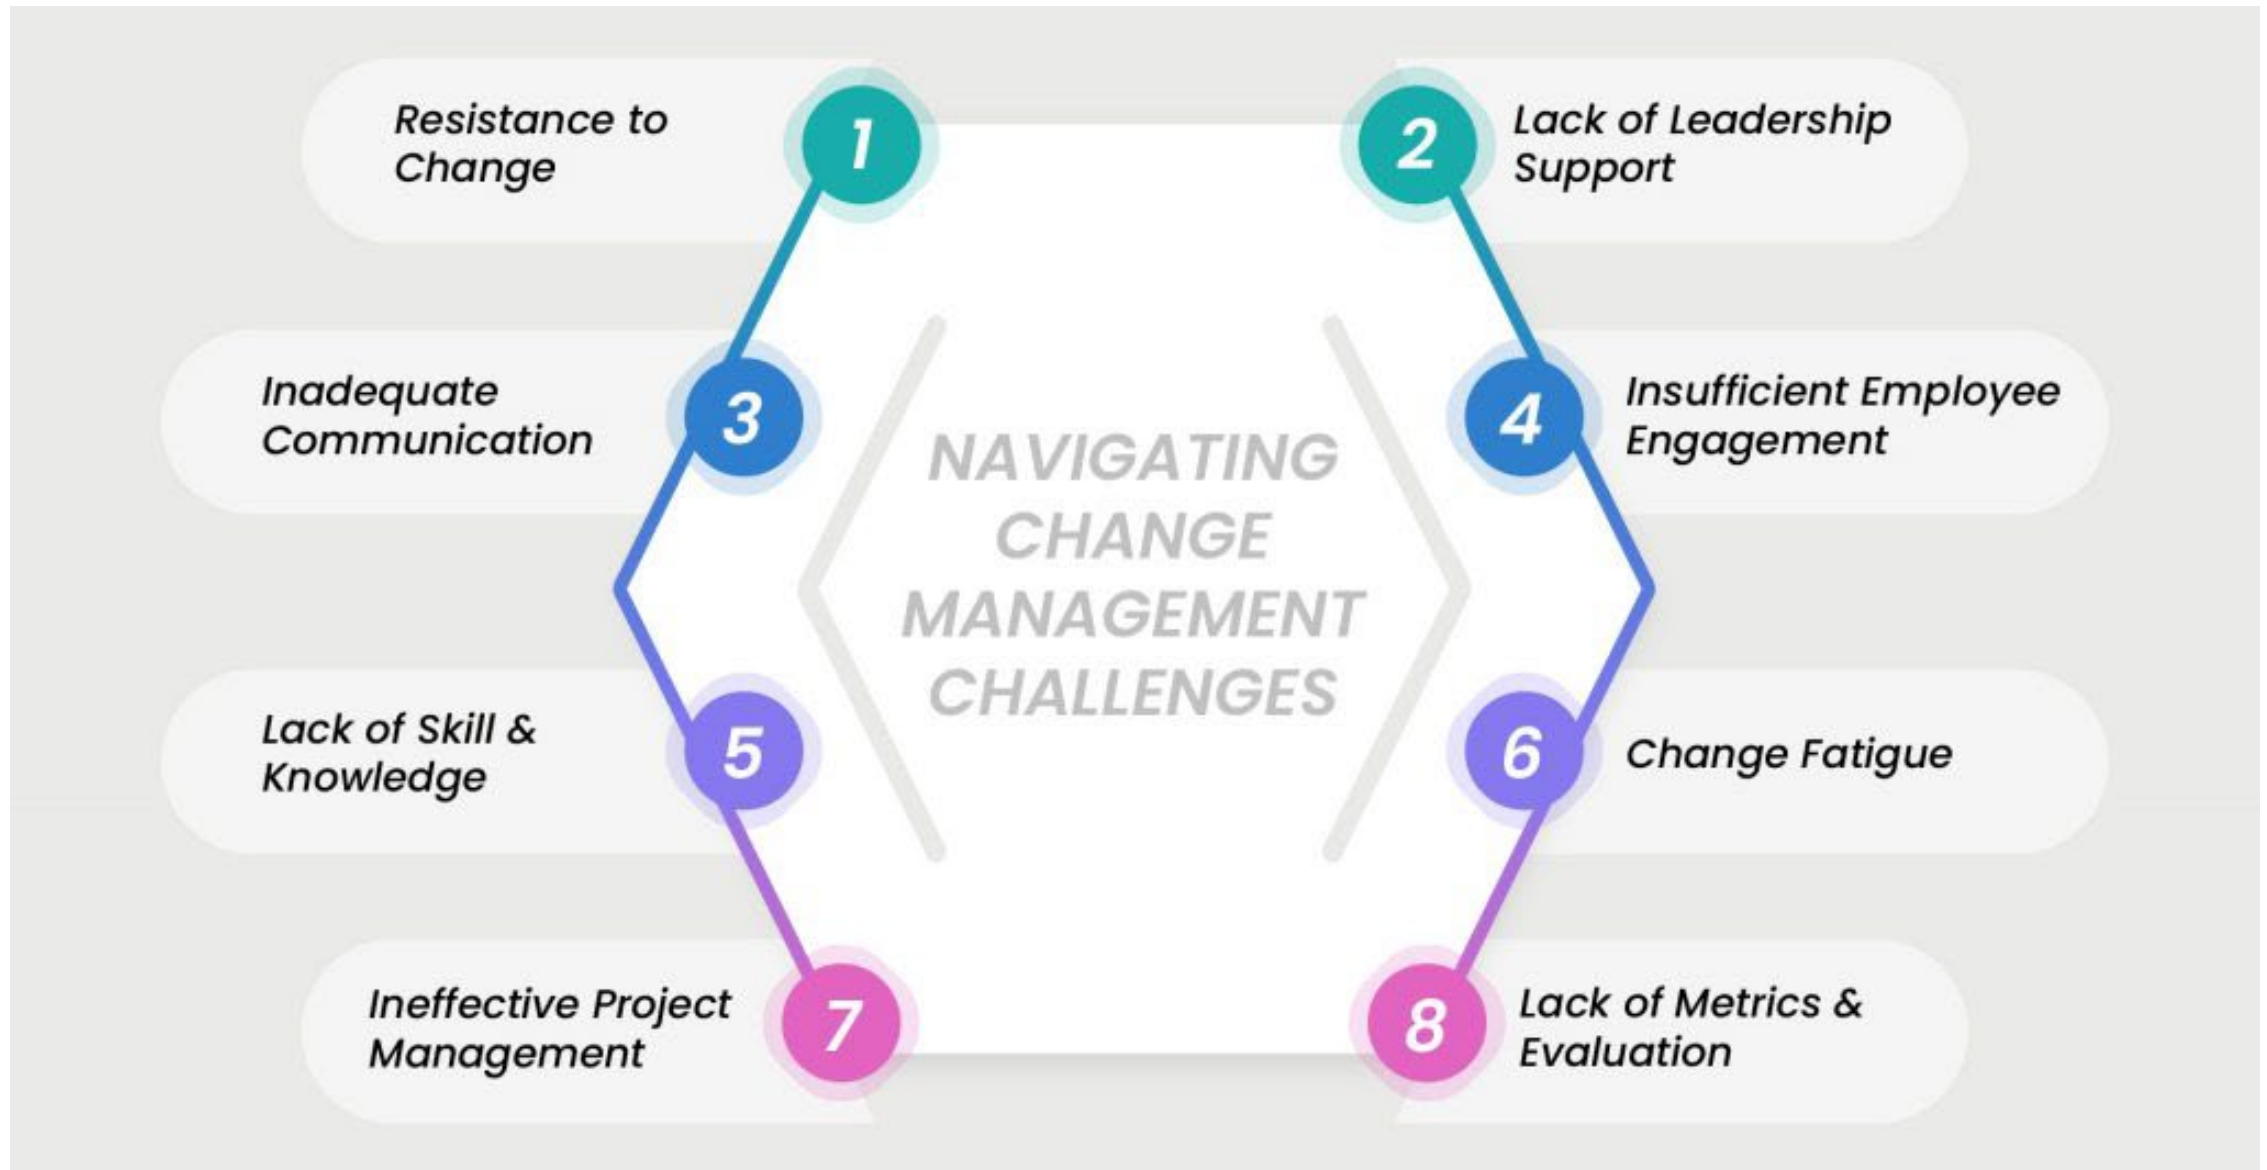 Resistance to
Change
1
2
Lack of Leadership
Support
Inadequate
Communication
3
4
Insufficient Employee
Engagement
NAVIGATING
CHANGE
MANAGEMENT
CHALLENGES
Lack of Skill &
Knowledge
5
6
Change Fatigue
Ineffective Project
Management
7
8
Lack of Metrics &
Evaluation